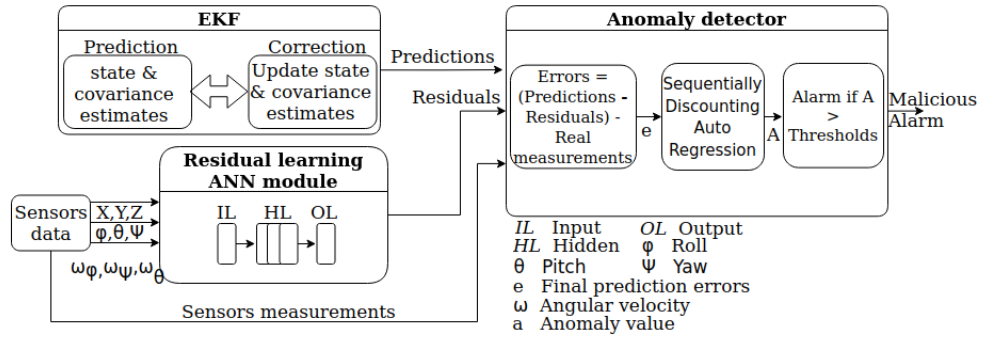 EKF
Prediction
Correction
state &
covariance
estimates
Update state
& covariance
estimates
Predictions
Residuals
Anomaly detector
Errors =
(Predictions -
Residuals) -
Real
measurements
e
Sequentially
Discounting
Auto
Regression
A
Alarm if A
>
Thresholds
Malicious
Alarm
Residual learning
ANN module
IL HL OL
Sensors
data
X,Y,Z
φ,θ,Ψ
ωφ,ωΨ,ωθ
Sensors measurements
IL Input OL Output
HL Hidden φ Roll
θ Pitch Ψ Yaw
e Final prediction errors
ω Angular velocity
a Anomaly value